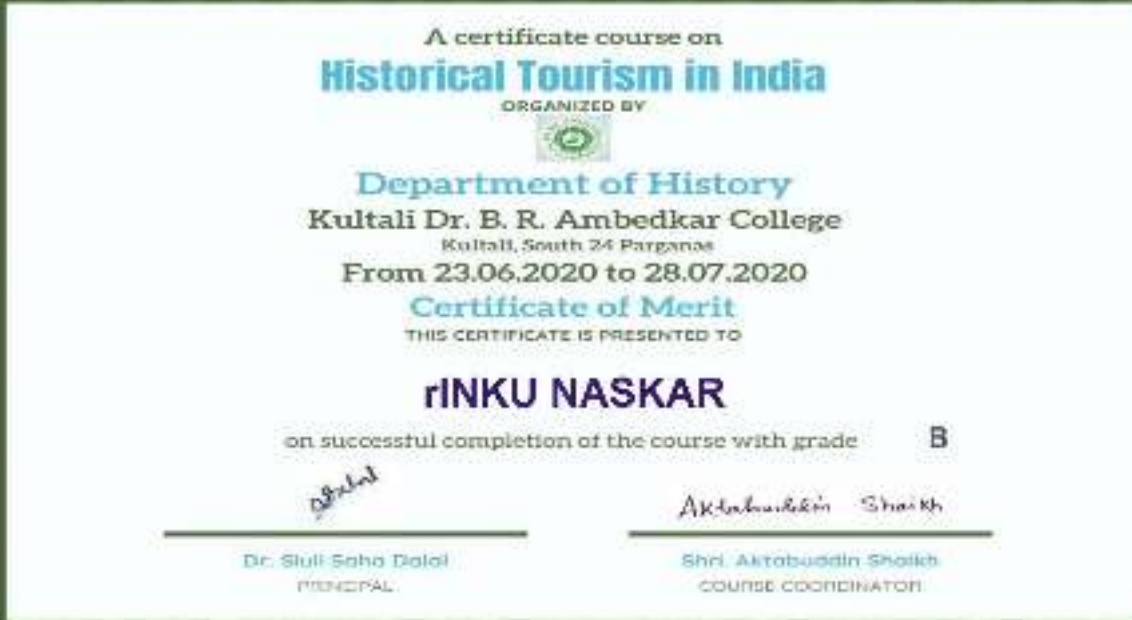 A certificate course on
Historical Tourism in India
ORGANIZED BY
Department of History
Kultali Dr. B. R. Ambedkar College
Kultali, South 24 Parganas
From 23.06.2020 to 28.07.2020
Certificate of Merit
THIS CERTIFICATE IS PRESENTED TO
rINKU NASKAR
on successful completion of the course with grade B
Aktabuddin Shaikh
Dr. Siuli Saha Dalal Shri. Aktabuddin Shaikh
PRINCIPAL COURSE COORDINATOR